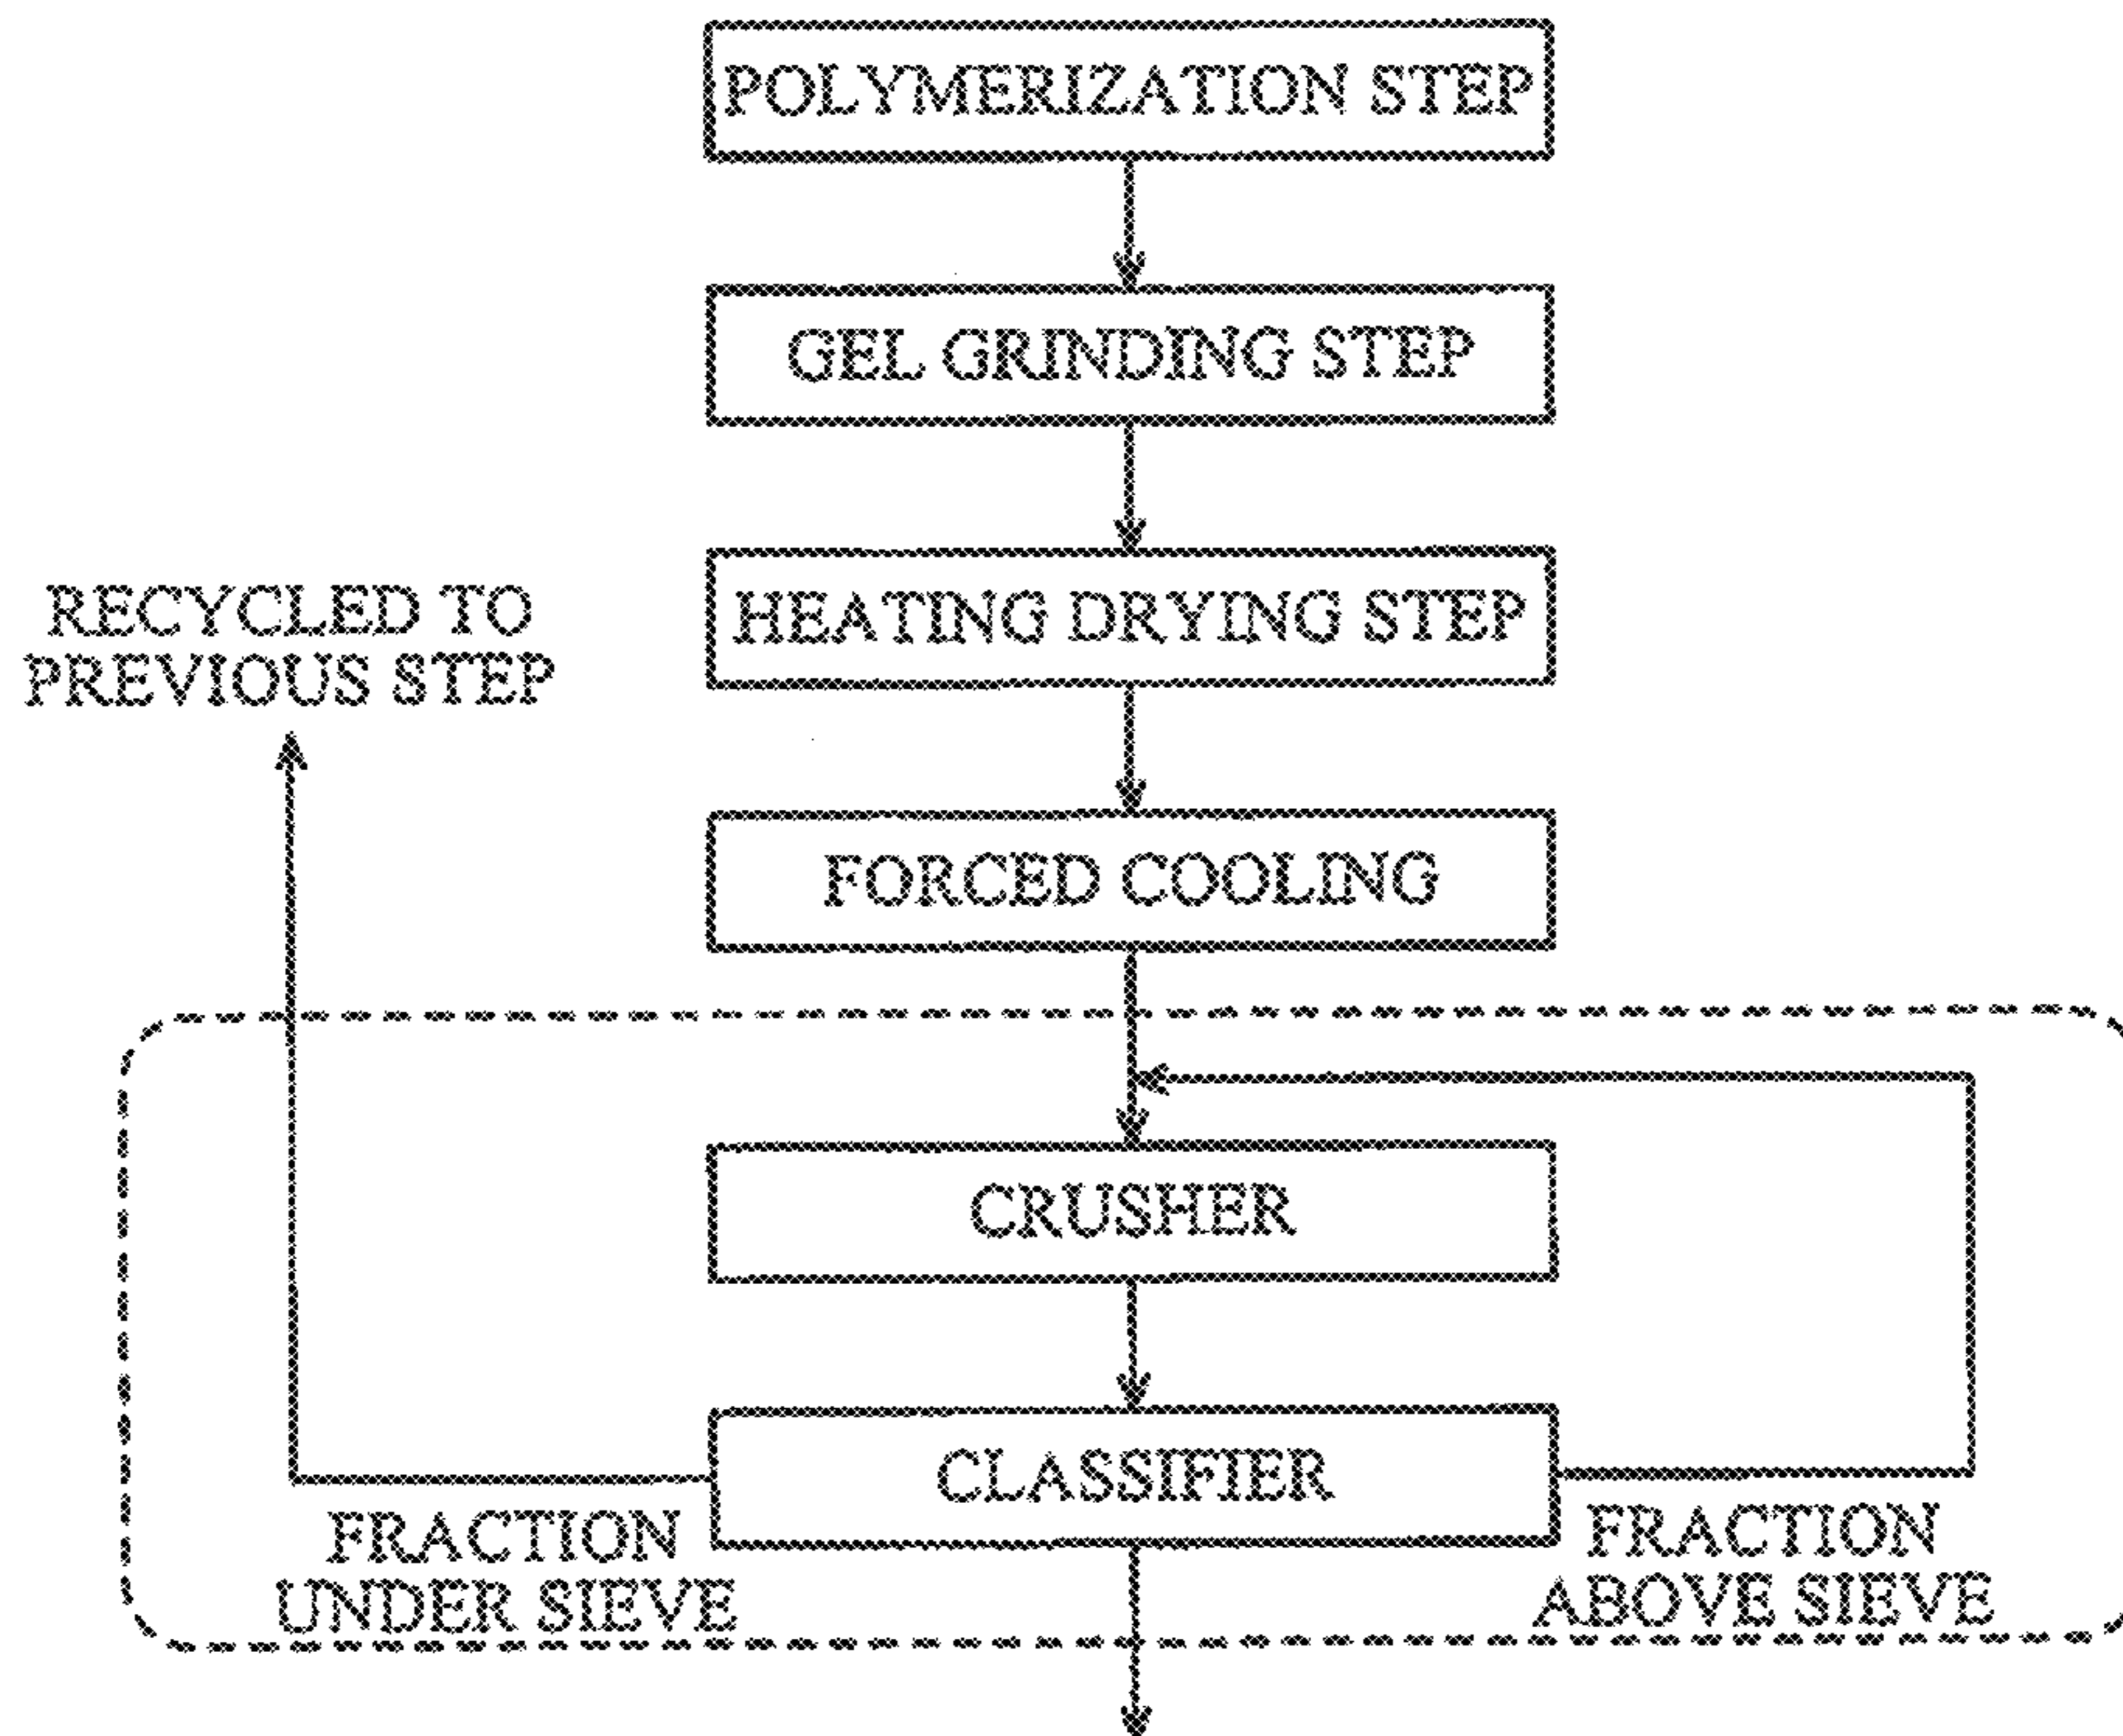 POLYMERIZATION STEP
GEL GRINDING STEP
HEATING DRYING STEP
RECYCLED TO
PREVIOUS STEP
FORCED COOLING
CRUSHER
CLASSIFIER
FRACTION
UNDER SIEVE
FRACTION
ABOVE SIEVE